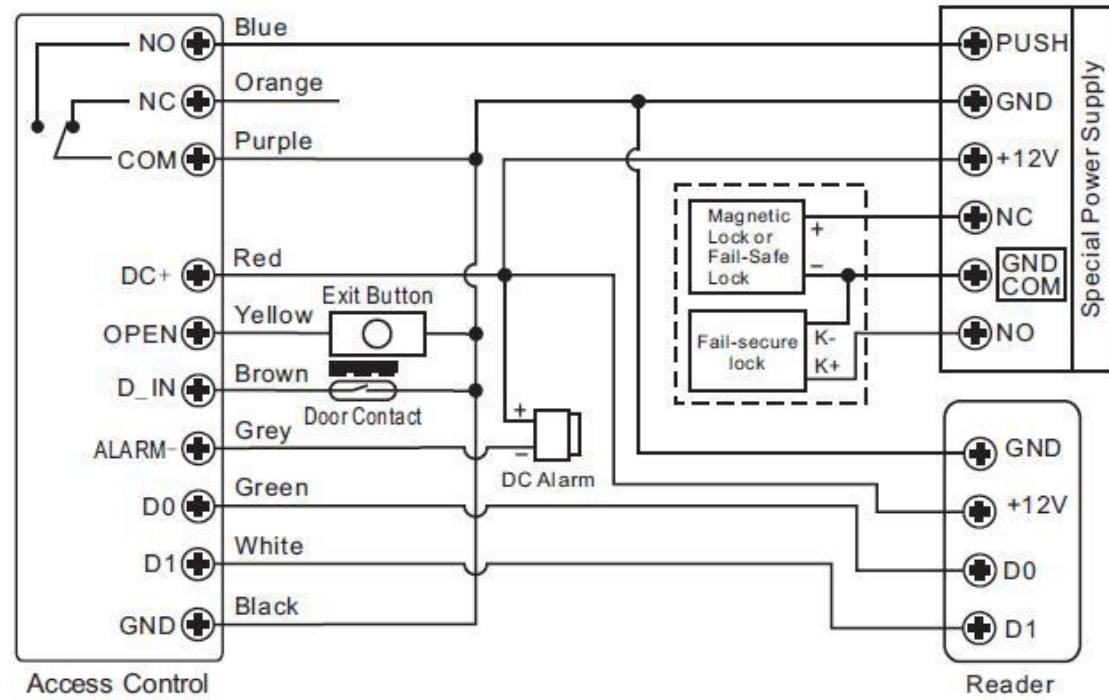 NO
Blue
NC
Orange
COM
Purple
DC+
Red
OPEN
Yellow
Exit Button
D_IN
Brown
Door Contact
ALARM-
Grey
+
−
DC Alarm
D0
Green
D1
White
GND
Black
Access Control
Magnetic
Lock or
Fail-Safe
Lock
+
−
Fail-secure
lock
K-
K+
PUSH
GND
+12V
NC
GND
COM
NO
Special Power Supply
GND
+12V
D0
D1
Reader